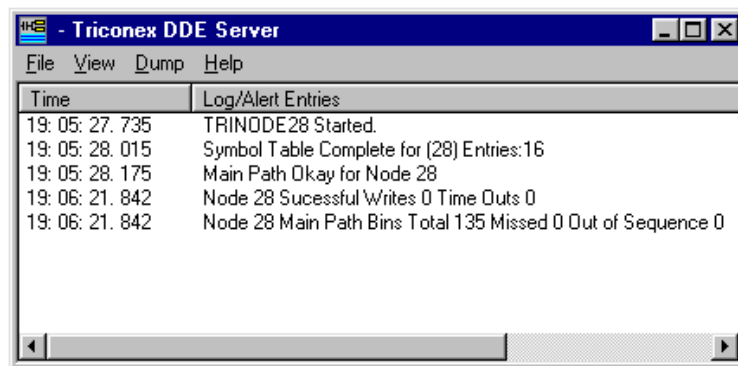 - Triconex DDE Server
File View Dump Help
Time Log/Alert Entries
19: 05: 27. 735 TRINODE28 Started.
19: 05: 28. 015 Symbol Table Complete for (28) Entries:16
19: 05: 28. 175 Main Path Okay for Node 28
19: 06: 21. 842 Node 28 Sucessful Writes 0 Time Outs 0
19: 06: 21. 842 Node 28 Main Path Bins Total 135 Missed 0 Out of Sequence 0